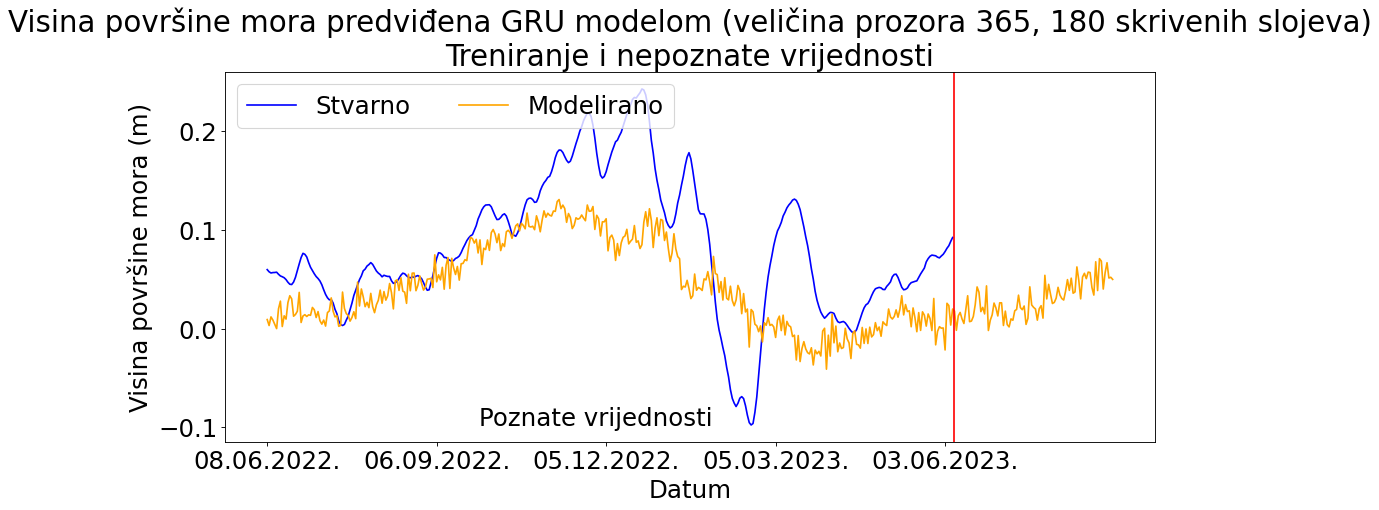 Visina površine mora predviđena GRU modelom (veličina prozora 365, 180 skrivenih slojeva)
Treniranje i nepoznate vrijednosti
Stvarno Modelirano
Visina površine mora (m)
0.2
0.1
0.0
−0.1
Poznate vrijednosti
08.06.2022. 06.09.2022. 05.12.2022. 05.03.2023. 03.06.2023.
Datum